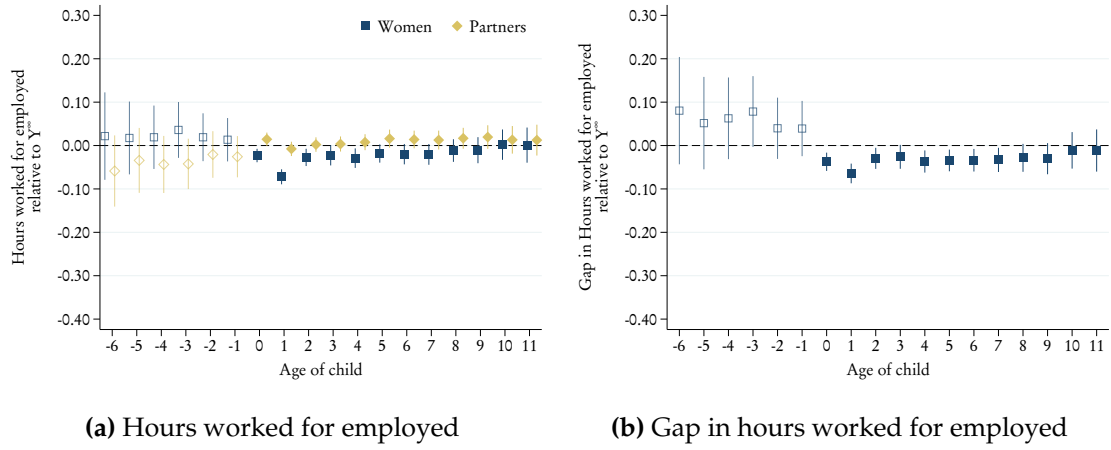 Women Partners
Hours worked for employed
relative to Y∞
0.30
0.20
0.10
0.00
-0.10
-0.20
-0.30
-0.40
-6 -5 -4 -3 -2 -1 0 1 2 3 4 5 6 7 8 9 10 11
Age of child
(a) Hours worked for employed
Gap in Hours worked for employed
relative to Y∞
0.30
0.20
0.10
0.00
-0.10
-0.20
-0.30
-0.40
-6 -5 -4 -3 -2 -1 0 1 2 3 4 5 6 7 8 9 10 11
Age of child
(b) Gap in hours worked for employed